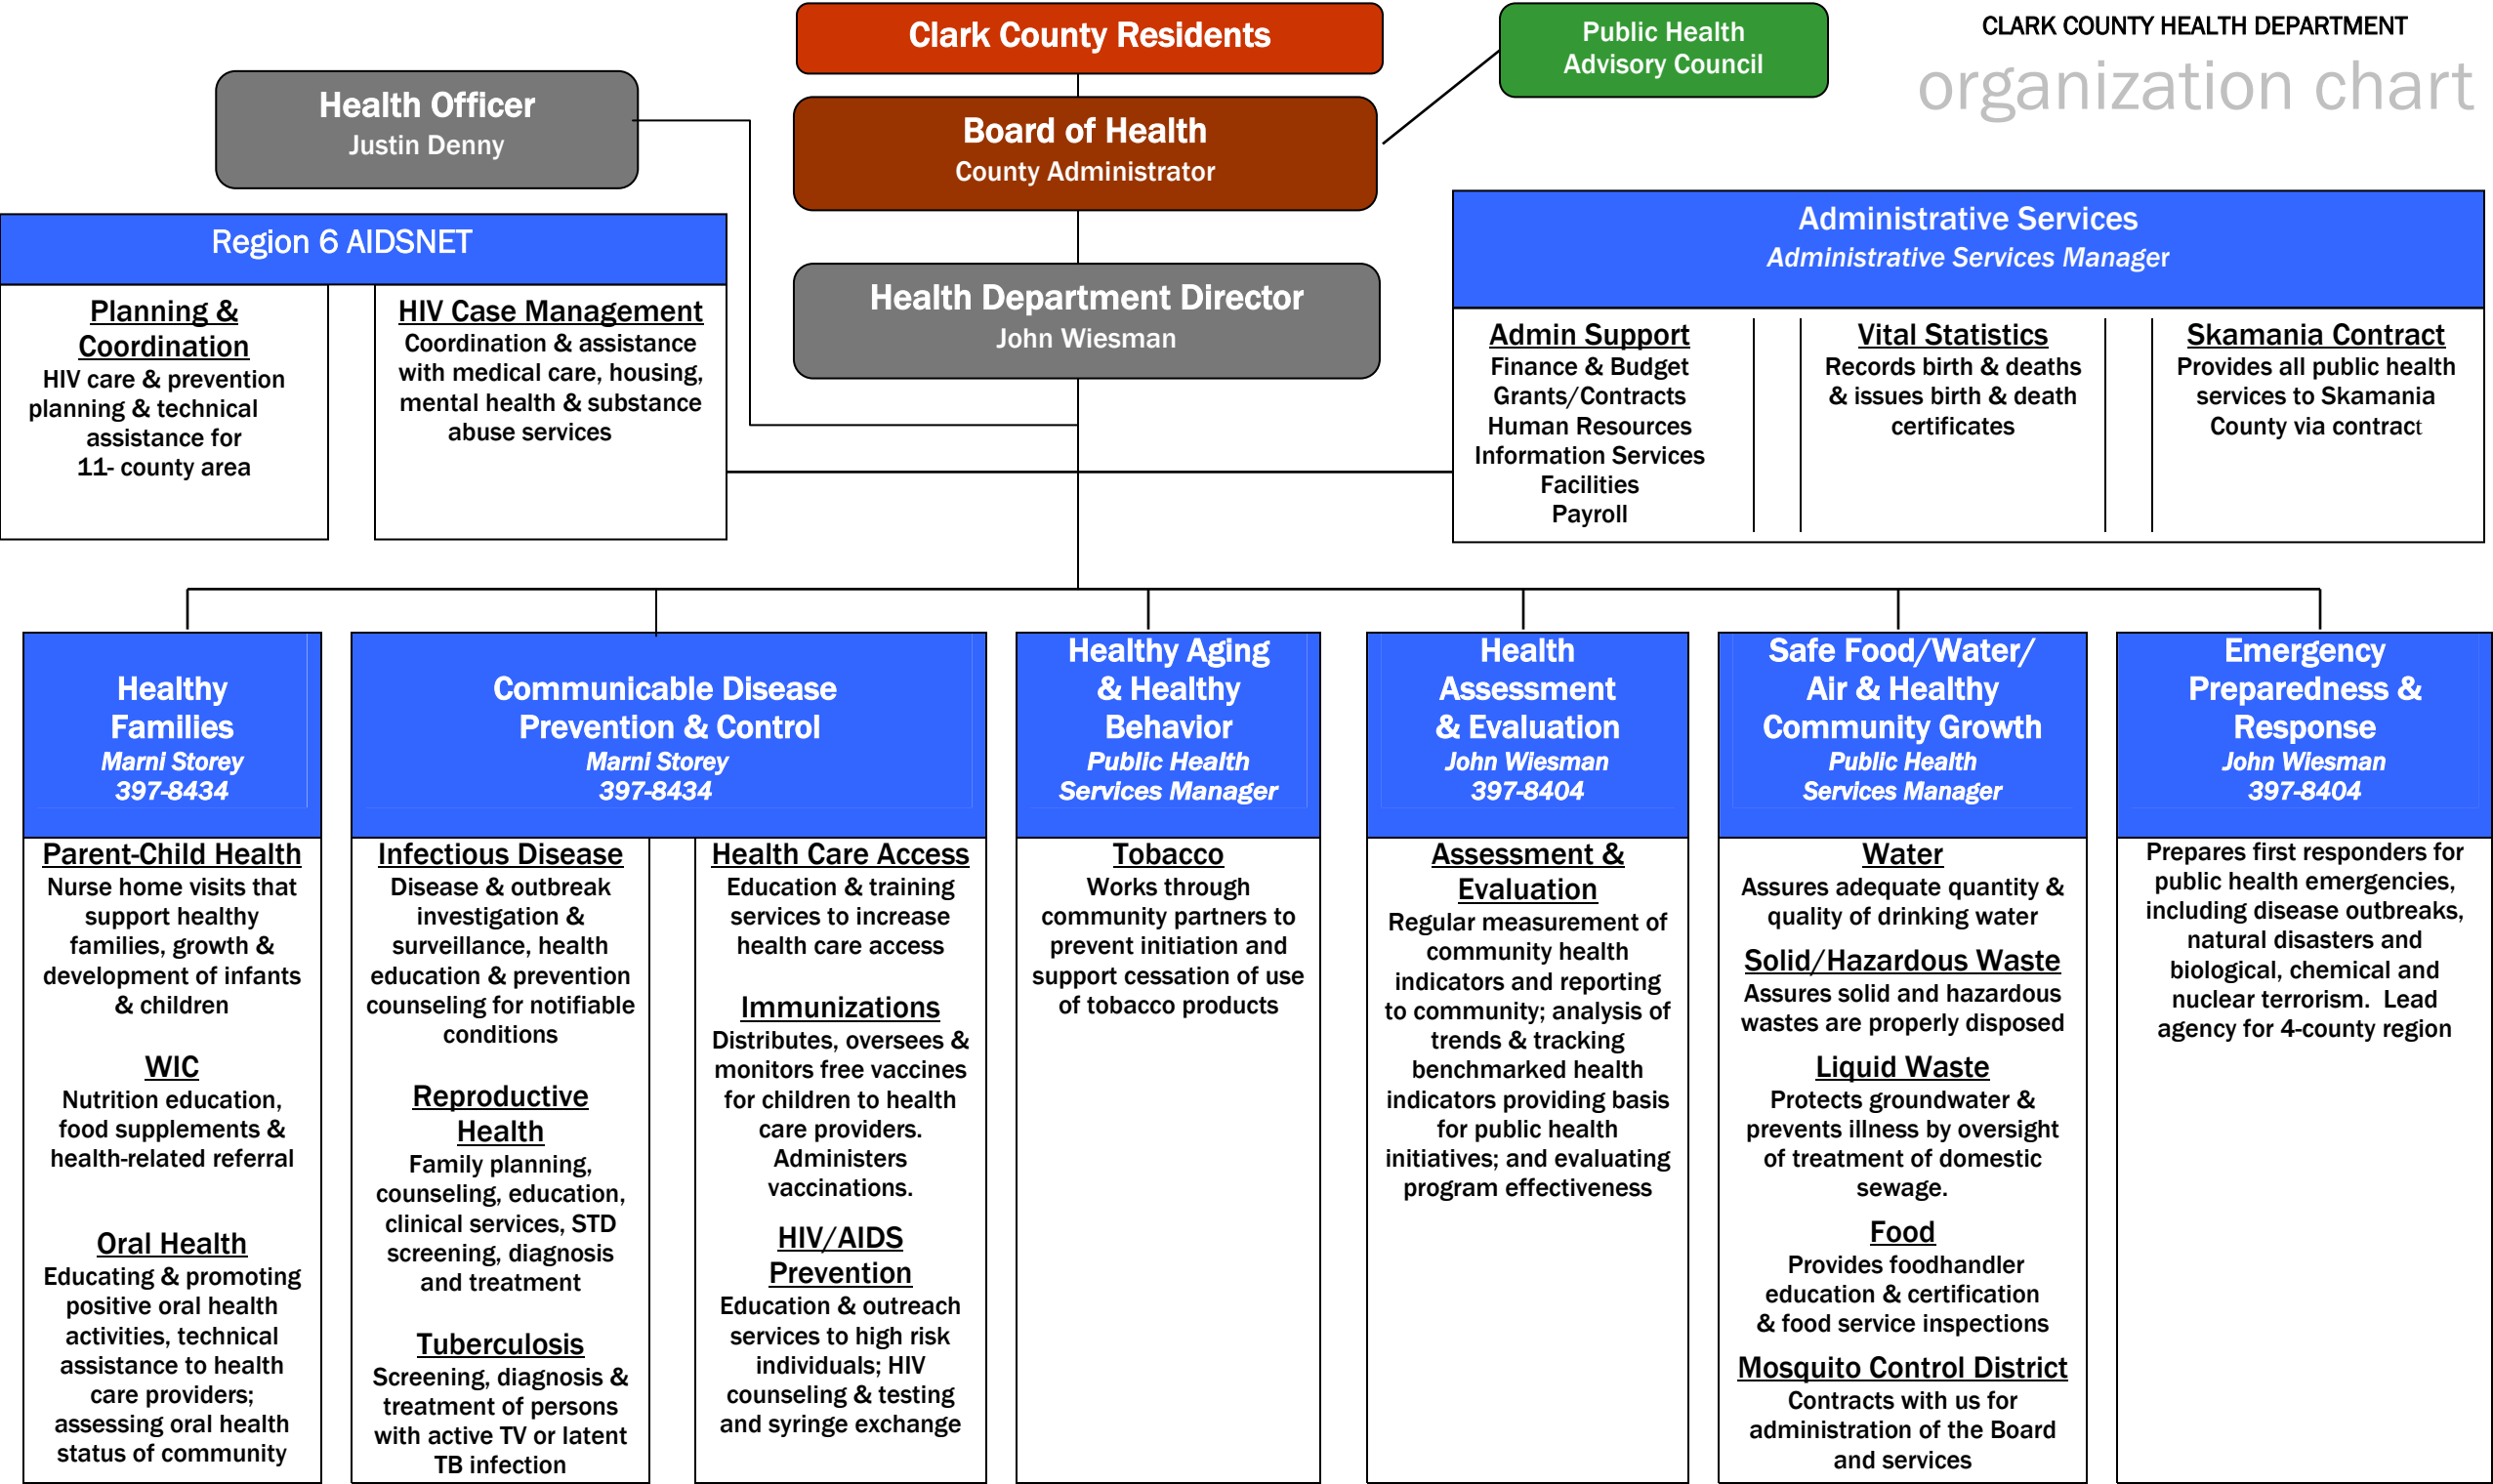 CLARK COUNTY HEALTH DEPARTMENT
organization chart
Clark County Residents
Public Health
Advisory Council
Health Officer
Justin Denny
Board of Health
County Administrator
Health Department Director
John Wiesman
Region 6 AIDSNET
Planning &
Coordination
HIV care & prevention
planning & technical
assistance for
11- county area
HIV Case Management
Coordination & assistance
with medical care, housing,
mental health & substance
abuse services
Administrative Services
Administrative Services Manager
Admin Support
Finance & Budget
Grants/Contracts
Human Resources
Information Services
Facilities
Payroll
Vital Statistics
Records birth & deaths
& issues birth & death
certificates
Skamania Contract
Provides all public health
services to Skamania
County via contract
Healthy
Families
Marni Storey
397-8434
Parent-Child Health
Nurse home visits that
support healthy
families, growth &
development of infants
& children
WIC
Nutrition education,
food supplements &
health-related referral
Oral Health
Educating & promoting
positive oral health
activities, technical
assistance to health
care providers;
assessing oral health
status of community
Communicable Disease
Prevention & Control
Marni Storey
397-8434
Infectious Disease
Disease & outbreak
investigation &
surveillance, health
education & prevention
counseling for notifiable
conditions
Reproductive
Health
Family planning,
counseling, education,
clinical services, STD
screening, diagnosis
and treatment
Tuberculosis
Screening, diagnosis &
treatment of persons
with active TV or latent
TB infection
Health Care Access
Education & training
services to increase
health care access
Immunizations
Distributes, oversees &
monitors free vaccines
for children to health
care providers.
Administers
vaccinations.
HIV/AIDS
Prevention
Education & outreach
services to high risk
individuals; HIV
counseling & testing
and syringe exchange
Healthy Aging
& Healthy
Behavior
Public Health
Services Manager
Tobacco
Works through
community partners to
prevent initiation and
support cessation of use
of tobacco products
Health
Assessment
& Evaluation
John Wiesman
397-8404
Assessment &
Evaluation
Regular measurement of
community health
indicators and reporting
to community; analysis of
trends & tracking
benchmarked health
indicators providing basis
for public health
initiatives; and evaluating
program effectiveness
Safe Food/Water/
Air & Healthy
Community Growth
Public Health
Services Manager
Water
Assures adequate quantity &
quality of drinking water
Solid/Hazardous Waste
Assures solid and hazardous
wastes are properly disposed
Liquid Waste
Protects groundwater &
prevents illness by oversight
of treatment of domestic
sewage.
Food
Provides foodhandler
education & certification
& food service inspections
Mosquito Control District
Contracts with us for
administration of the Board
and services
Emergency
Preparedness &
Response
John Wiesman
397-8404
Prepares first responders for
public health emergencies,
including disease outbreaks,
natural disasters and
biological, chemical and
nuclear terrorism.  Lead
agency for 4-county region